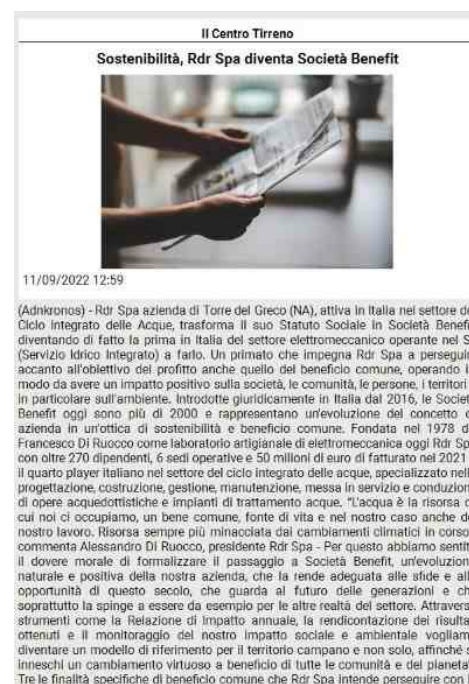 Il Centro Tirreno
Sostenibilità, Rdr Spa diventa Società Benefit
11/09/2022 12:59
(Adnkronos) - Rdr Spa azienda di Torre del Greco (NA), attiva in Italia nel settore de
Ciclo integrato delle Acque, trasforma il suo Statuto Sociale in Società Benefi
diventando di fatto la prima in Italia del settore elettromeccanico operante nel S
(Servizio Idrico Integrato) a farlo. Un primato che impegna Rdr Spa a perseguir
accanto all'obiettivo del profitto anche quello del beneficio comune, operando i
modo da avere un impatto positivo sulla società, le comunità, le persone, i territori
in particolare sull'ambiente. Introdotte giuridicamente in Italia dal 2016, le Societ
Benefit oggi sono più di 2000 e rappresentano un'evoluzione del concetto d
azienda in un'ottica di sostenibilità e beneficio comune. Fondata nel 1978 d
Francesco Di Ruocco come laboratorio artigianale di elettromeccanica oggi Rdr Sp
con oltre 270 dipendenti, 6 sedi operative e 50 milioni di euro di fatturato nel 2021
il quarto player italiano nel settore del ciclo integrato delle acque, specializzato nell
progettazione, costruzione, gestione, manutenzione, messa in servizio e conduzion
di opere acquedottistiche e impianti di trattamento acque. "L'acqua è la risorsa d
cui noi ci occupiamo, un bene comune, fonte di vita e nel nostro caso anche de
nostro lavoro. Risorsa sempre più minacciata dai cambiamenti climatici in corso
commenta Alessandro Di Ruocco, presidente Rdr Spa - Per questo abbiamo sentit
il dovere morale di formalizzare il passaggio a Società Benefit, un'evoluzion
naturale e positiva della nostra azienda, che la rende adeguata alle sfide e all
opportunità di questo secolo, che guarda al futuro delle generazioni e ch
soprattutto la spinge a essere da esempio per le altre realtà del settore. Attravers
strumenti come la Relazione di Impatto annuale, la rendicontazione dei risulta
ottenuti e il monitoraggio del nostro impatto sociale e ambientale vogliam
diventare un modello di riferimento per il territorio campano e non solo, affinché s
inneschi un cambiamento virtuoso a beneficio di tutte le comunità e del pianeta
Tre le finalità specifiche di beneficio comune che Rdr Spa intende perseguire con l